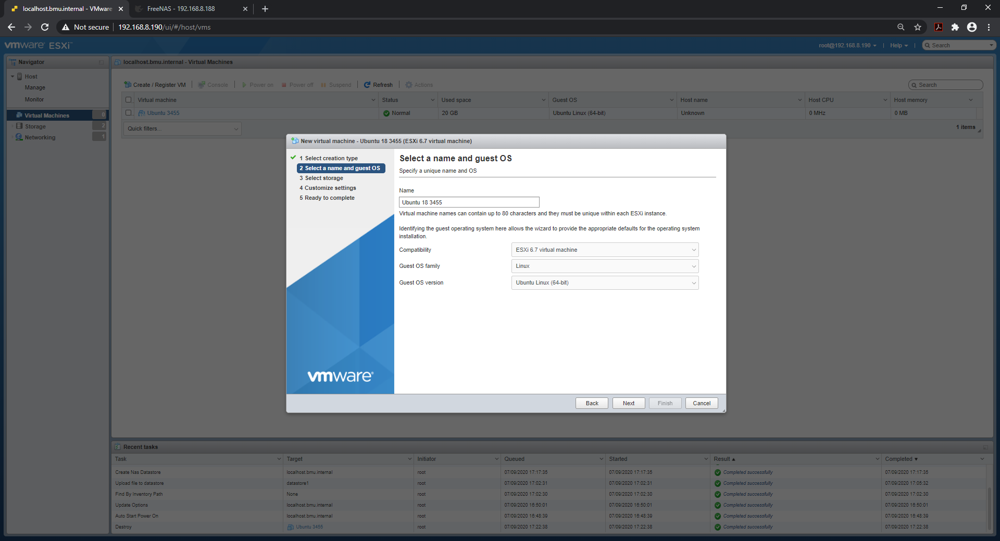 localhost.bmu.internal - VMware
FreeNAS - 192.168.8.188
Not secure
192.168.8.190/ui/#/host/vms
vmware ESXi™
root@192.168.8.190
Help
Search
Navigator
Host
Manage
Monitor
Virtual Machines 0
Storage 2
Networking 1
localhost.bmu.internal - Virtual Machines
Create / Register VM
Console
Power on
Power off
Suspend
Refresh
Actions
Search
Virtual machine Status Used space Guest OS Host name Host CPU Host memory
Ubuntu 3455 Normal 20 GB Ubuntu Linux (64-bit) Unknown 0 MHz 0 MB
Quick filters...
1 items
New virtual machine - Ubuntu 18 3455 (ESXi 6.7 virtual machine)
1 Select creation type
2 Select a name and guest OS
3 Select storage
4 Customize settings
5 Ready to complete
vmware®
Select a name and guest OS
Specify a unique name and OS
Name
Ubuntu 18 3455
Virtual machine names can contain up to 80 characters and they must be unique within each ESXi instance.
Identifying the guest operating system here allows the wizard to provide the appropriate defaults for the operating system
installation.
Compatibility ESXi 6.7 virtual machine
Guest OS family Linux
Guest OS version Ubuntu Linux (64-bit)
Back Next Finish Cancel
Recent tasks
Task Target Initiator Queued Started Result ▲ Completed ▼
Create Nas Datastore localhost.bmu.internal root 07/09/2020 17:17:35 07/09/2020 17:17:35 Completed successfully 07/09/2020 17:17:35
Upload file to datastore datastore1 root 07/09/2020 17:02:31 07/09/2020 17:02:31 Completed successfully 07/09/2020 17:05:32
Find By Inventory Path None root 07/09/2020 17:02:30 07/09/2020 17:02:30 Completed successfully 07/09/2020 17:02:30
Update Options localhost.bmu.internal root 07/09/2020 16:50:01 07/09/2020 16:50:01 Completed successfully 07/09/2020 16:50:01
Auto Start Power On localhost.bmu.internal root 07/09/2020 16:48:39 07/09/2020 16:48:39 Completed successfully 07/09/2020 16:48:39
Destroy Ubuntu 3455 root 07/09/2020 17:22:38 07/09/2020 17:22:38 Completed successfully 07/09/2020 17:22:38